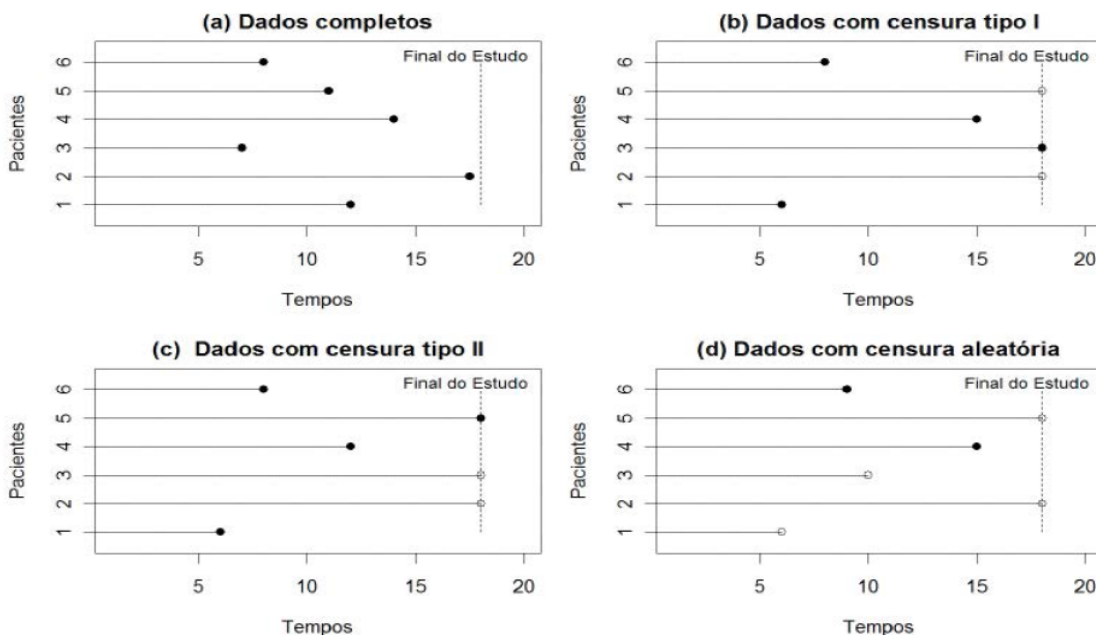 (a) Dados completos
Final do Estudo
Pacientes
6
5
4
3
2
1
5 10 15 20
Tempos
(b) Dados com censura tipo I
Final do Estudo
Pacientes
6
5
4
3
2
1
5 10 15 20
Tempos
(c) Dados com censura tipo II
Final do Estudo
Pacientes
6
5
4
3
2
1
5 10 15 20
Tempos
(d) Dados com censura aleatória
Final do Estudo
Pacientes
6
5
4
3
2
1
5 10 15 20
Tempos